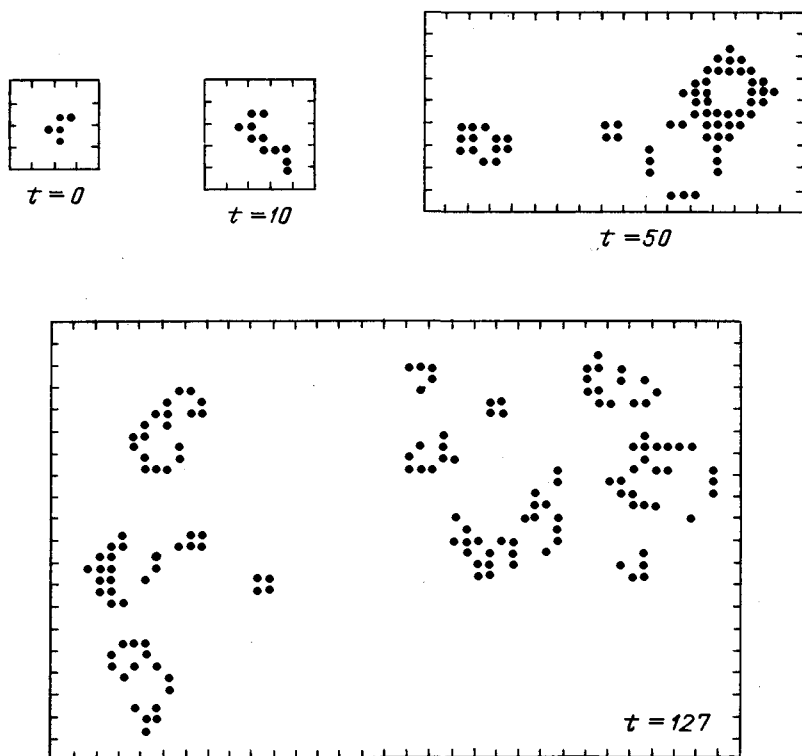 t = 0
t = 10
t = 50
t = 127